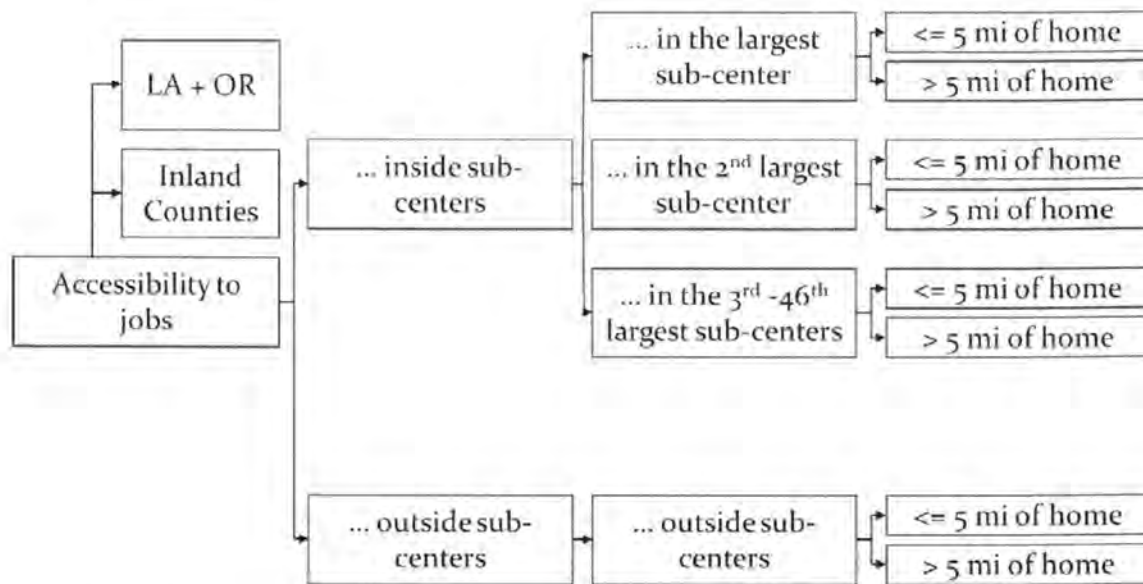 LA + OR
Inland
Counties
Accessibility to
jobs
... inside sub-
centers
... outside sub-
centers
... in the largest
sub-center
... in the 2nd largest
sub-center
... in the 3rd -46th
largest sub-centers
... outside sub-
centers
<= 5 mi of home
> 5 mi of home
<= 5 mi of home
> 5 mi of home
<= 5 mi of home
> 5 mi of home
<= 5 mi of home
> 5 mi of home